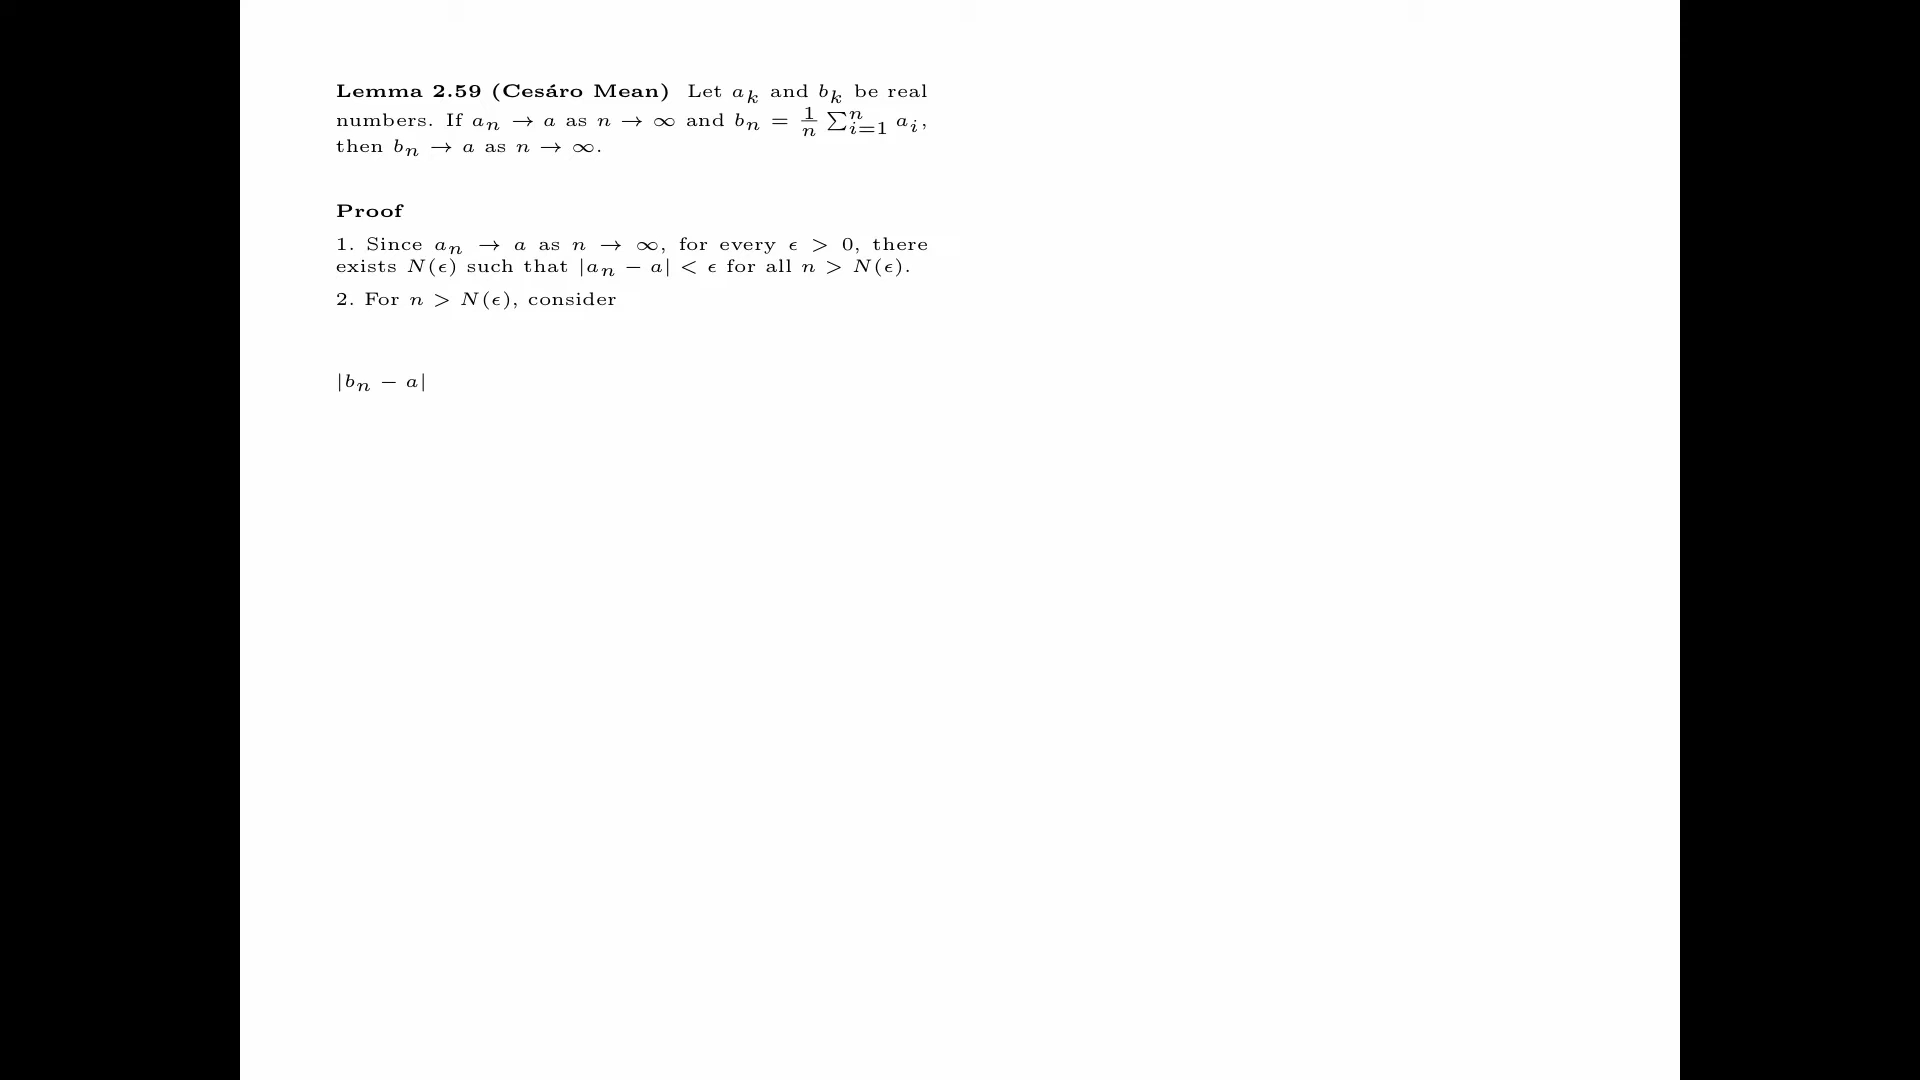 Lemma 2.59 (Cesáro Mean) Let a_k and b_k be real
numbers. If a_n → a as n → ∞ and b_n = \frac{1}{n} \sum_{i=1}^{n} a_i,
then b_n → a as n → ∞.
Proof
1. Since a_n → a as n → ∞, for every ϵ > 0, there
exists N(ϵ) such that |a_n − a| < ϵ for all n > N(ϵ).
2. For n > N(ϵ), consider
|b_n − a|